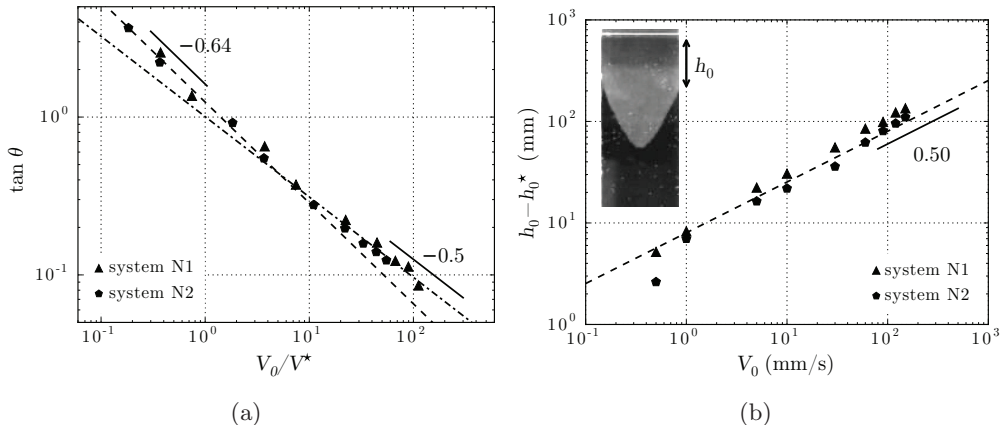 −0.64
10⁰
tan θ
−0.5
10⁻¹
system N1
system N2
10⁻¹ 10⁰ 10¹ 10² 
V₀/V⋆
(a)
10³
h₀
10²
h₀−h₀⋆ (mm)
0.50
10¹
system N1
system N2
10⁰
10⁻¹ 10⁰ 10¹ 10² 10³
V₀ (mm/s)
(b)